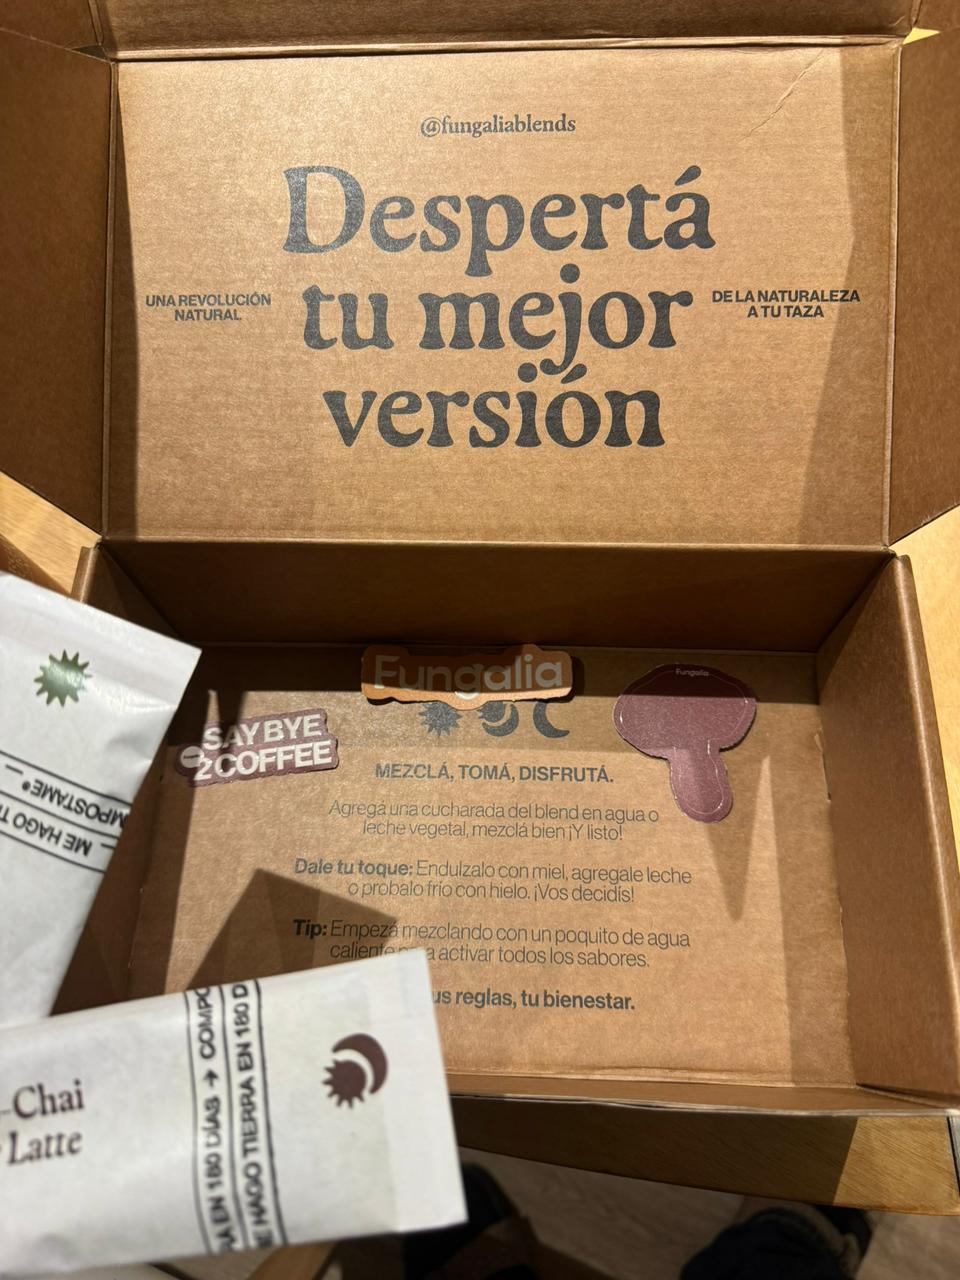 @fungaliablends
Despertá
tu mejor
versión
UNA REVOLUCIÓN
NATURAL
DE LA NATURALEZA
A TU TAZA
Fungalia
Fungalia
SAY BYE
2 COFFEE
MEZCLÁ, TOMÁ, DISFRUTÁ.
Agregá una cucharada del blend en agua o
leche vegetal, mezclá bien ¡Y listo!
Dale tu toque: Endulzalo con miel, agregale leche
o probalo frío con hielo. ¡Vos decidís!
Tip: Empezá mezclando con un poquito de agua
caliente para activar todos los sabores.
us reglas, tu bienestar.
MPOSTAME*
ME HAGO TI
-Chai
Latte
RA EN 180 DÍAS → COMPO
ME HAGO TIERRA EN 180 D